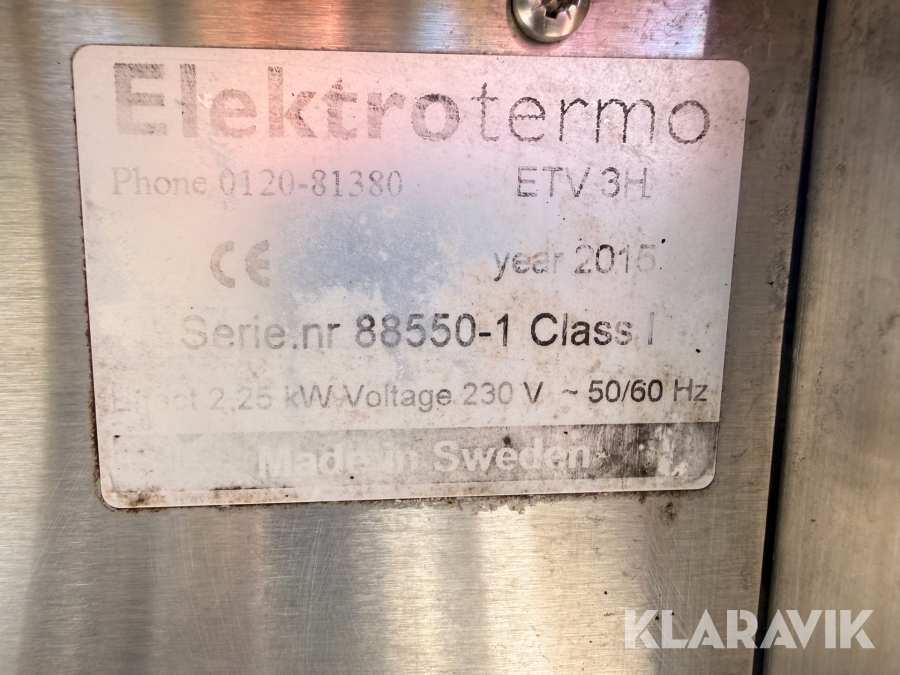 Elektrotermo
Phone 0120-81380 ETV 3H
CE year 2015
Serie.nr 88550-1 Class I
Effect 2,25 kW Voltage 230 V ~ 50/60 Hz
Made in Sweden
KLARAVIK